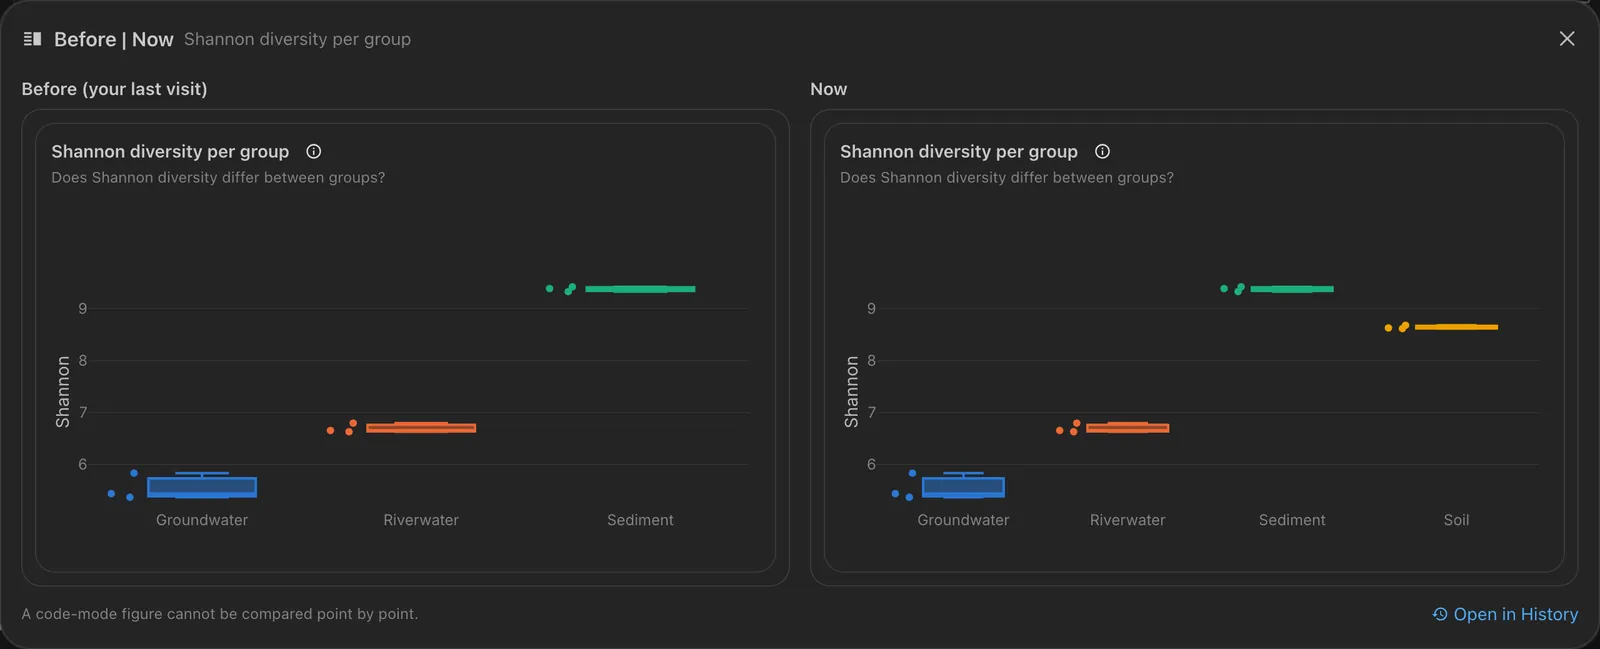 Before | Now Shannon diversity per group
Before (your last visit)
Shannon diversity per group
Does Shannon diversity differ between groups?
Shannon
9
8
7
6
Groundwater Riverwater Sediment
Now
Shannon diversity per group
Does Shannon diversity differ between groups?
Shannon
9
8
7
6
Groundwater Riverwater Sediment Soil
A code-mode figure cannot be compared point by point.
Open in History